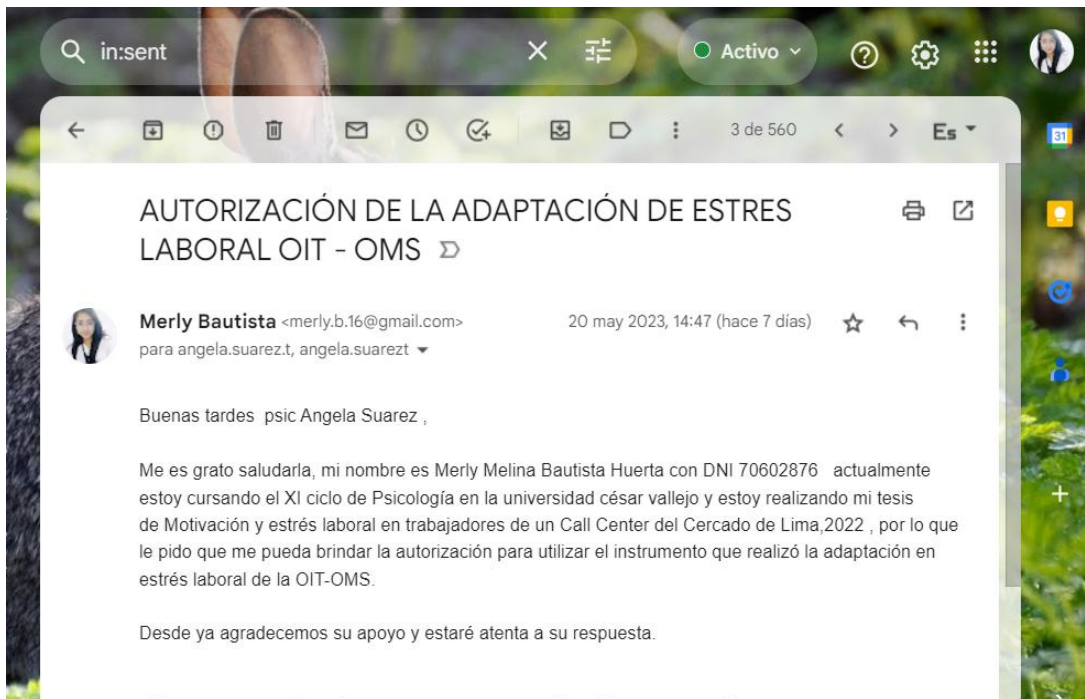 in:sent
Activo
3 de 560
Es
31
AUTORIZACIÓN DE LA ADAPTACIÓN DE ESTRES
LABORAL OIT - OMS
Merly Bautista <merly.b.16@gmail.com>
20 may 2023, 14:47 (hace 7 días)
para angela.suarez.t, angela.suarezt
Buenas tardes  psic Angela Suarez ,
Me es grato saludarla, mi nombre es Merly Melina Bautista Huerta con DNI 70602876   actualmente
estoy cursando el XI ciclo de Psicología en la universidad césar vallejo y estoy realizando mi tesis
de Motivación y estrés laboral en trabajadores de un Call Center del Cercado de Lima,2022 , por lo que
le pido que me pueda brindar la autorización para utilizar el instrumento que realizó la adaptación en
estrés laboral de la OIT-OMS.
Desde ya agradecemos su apoyo y estaré atenta a su respuesta.